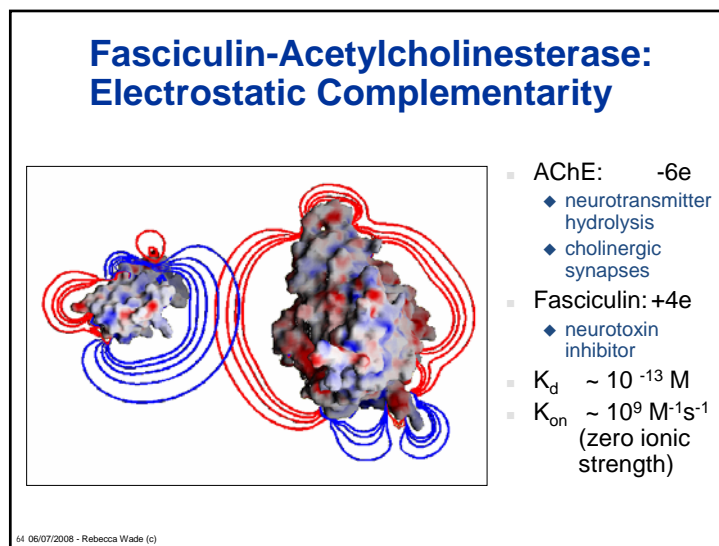 Fasciculin-Acetylcholinesterase:
Electrostatic Complementarity
AChE: -6e
neurotransmitter
hydrolysis
cholinergic
synapses
Fasciculin: +4e
neurotoxin
inhibitor
Kd ~ 10 -13 M
Kon ~ 10⁹ M⁻¹s⁻¹
(zero ionic
strength)
64 06/07/2008 - Rebecca Wade (c)